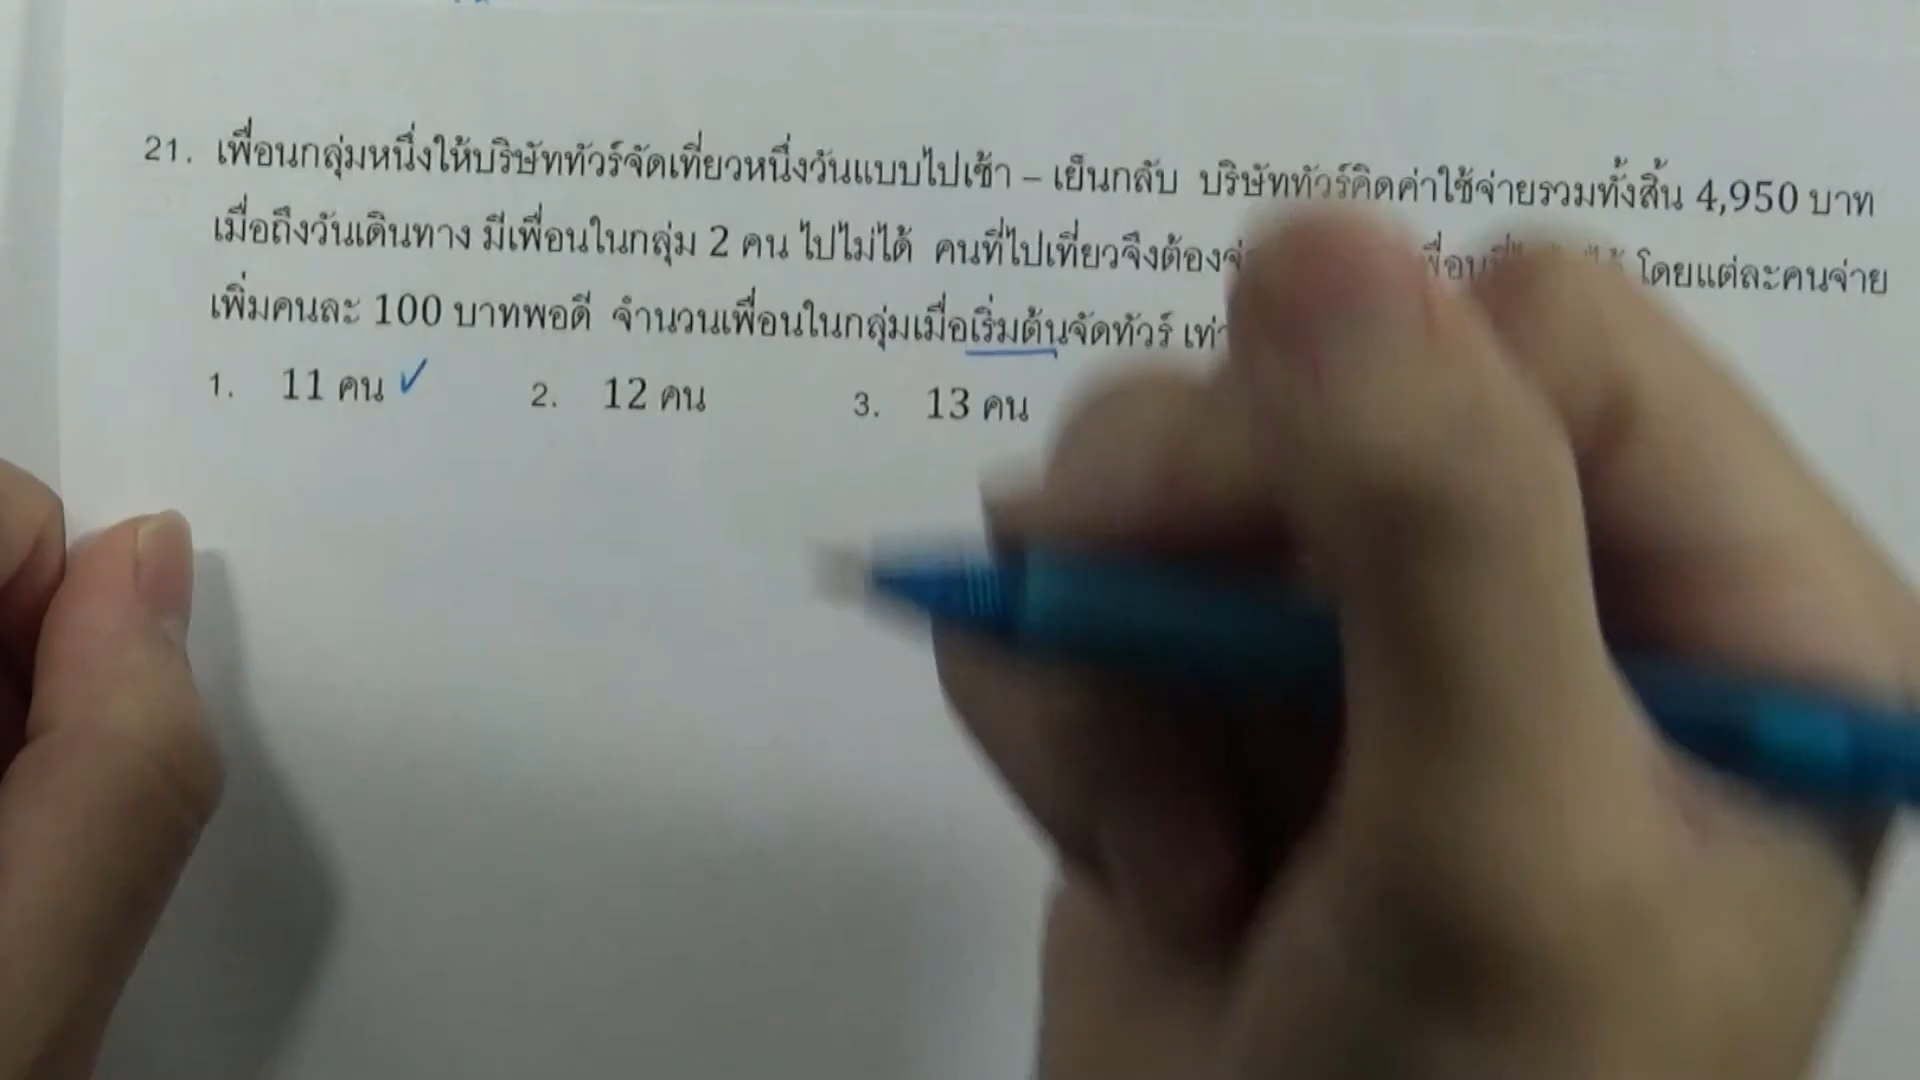 21. เพื่อนกลุ่มหนึ่งให้บริษัททัวร์จัดเที่ยวหนึ่งวันแบบไปเช้า – เย็นกลับ บริษัททัวร์คิดค่าใช้จ่ายรวมทั้งสิ้น 4,950 บาท
เมื่อถึงวันเดินทาง มีเพื่อนในกลุ่ม 2 คน ไปไม่ได้ คนที่ไปเที่ยวจึงต้อง โดยแต่ละคนจ่าย
เพิ่มคนละ 100 บาทพอดี จำนวนเพื่อนในกลุ่มเมื่อเริ่มต้นจัดทัวร์
1. 11 คน ✓ 2. 12 คน 3. 13 คน